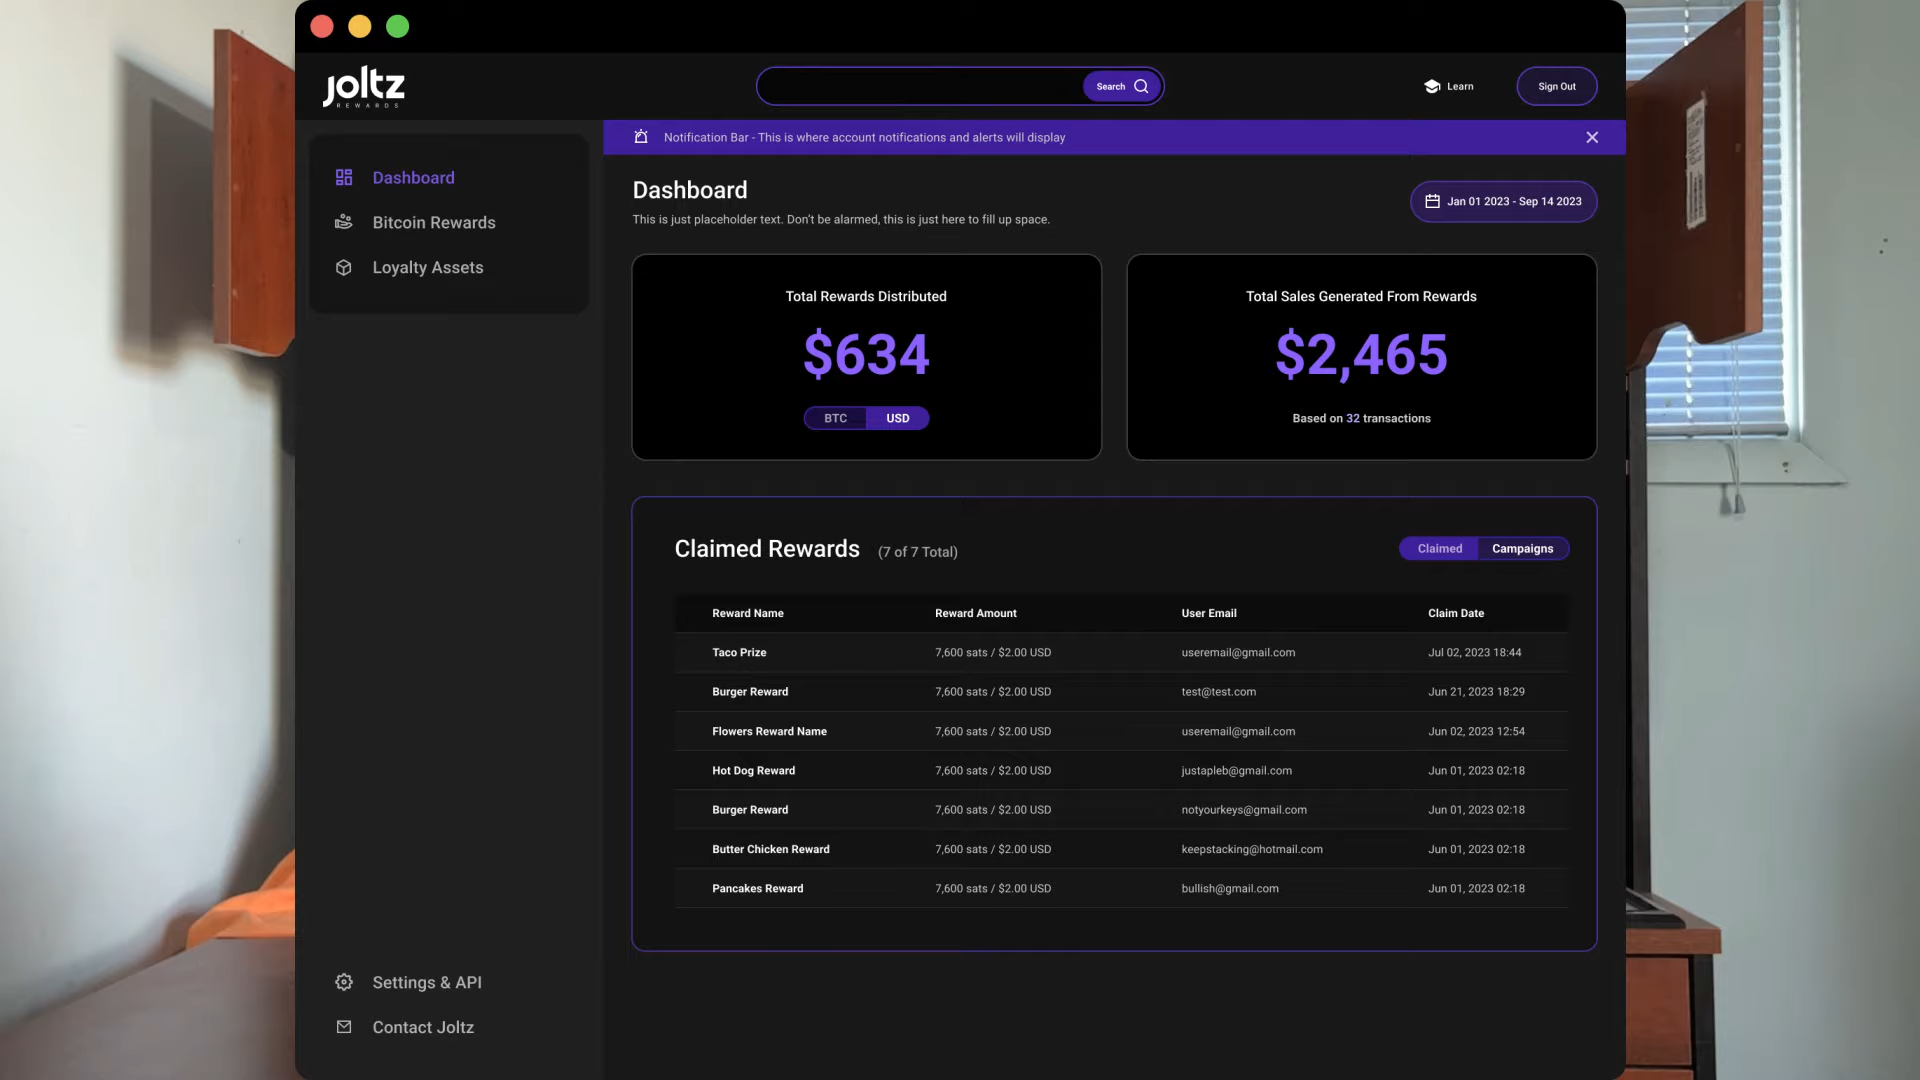 joltz
REWARDS
Search
Learn
Sign Out
Notification Bar - This is where account notifications and alerts will display
Dashboard
Bitcoin Rewards
Loyalty Assets
Settings & API
Contact Joltz
Dashboard
This is just placeholder text. Don't be alarmed, this is just here to fill up space.
Jan 01 2023 - Sep 14 2023
Total Rewards Distributed
$634
BTC USD
Total Sales Generated From Rewards
$2,465
Based on 32 transactions
Claimed Rewards (7 of 7 Total)
Claimed Campaigns
Reward Name Reward Amount User Email Claim Date
Taco Prize 7,600 sats / $2.00 USD useremail@gmail.com Jul 02, 2023 18:44
Burger Reward 7,600 sats / $2.00 USD test@test.com Jun 21, 2023 18:29
Flowers Reward Name 7,600 sats / $2.00 USD useremail@gmail.com Jun 02, 2023 12:54
Hot Dog Reward 7,600 sats / $2.00 USD justapleb@gmail.com Jun 01, 2023 02:18
Burger Reward 7,600 sats / $2.00 USD notyourkeys@gmail.com Jun 01, 2023 02:18
Butter Chicken Reward 7,600 sats / $2.00 USD keepstacking@hotmail.com Jun 01, 2023 02:18
Pancakes Reward 7,600 sats / $2.00 USD bullish@gmail.com Jun 01, 2023 02:18